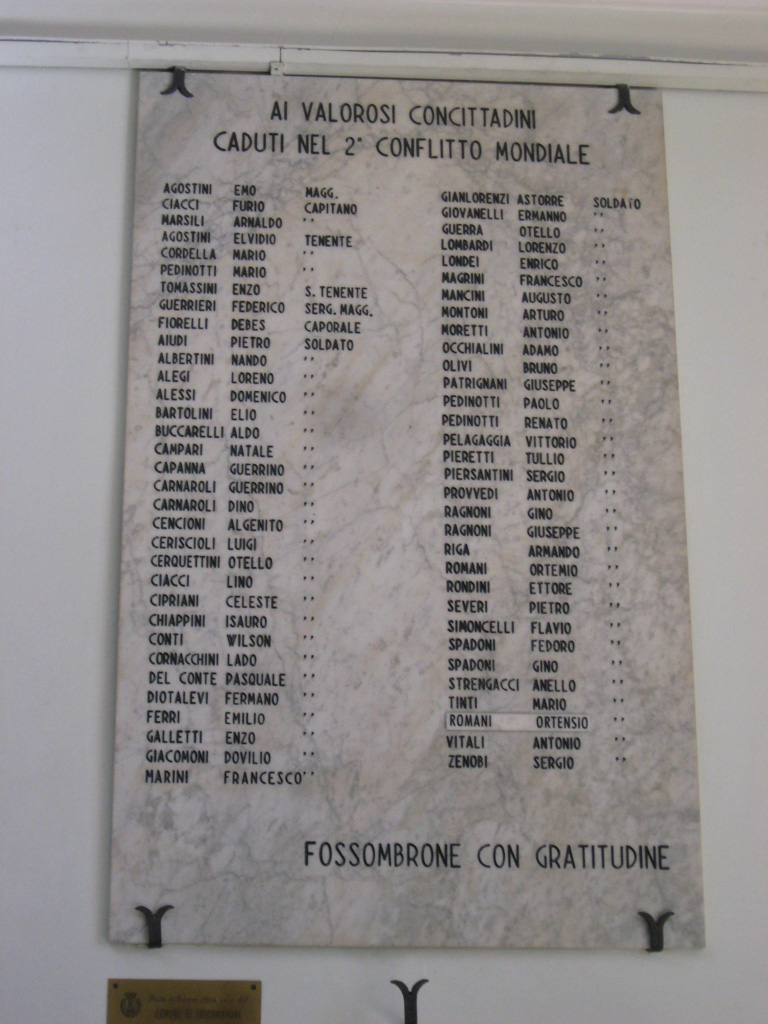 AI VALOROSI CONCITTADINI
CADUTI NEL 2° CONFLITTO MONDIALE
AGOSTINI EMO MAGG.
CIACCI FURIO CAPITANO
MARSILI ARNALDO ''
AGOSTINI ELVIDIO TENENTE
CORDELLA MARIO ''
PEDINOTTI MARIO ''
TOMASSINI ENZO S. TENENTE
GUERRIERI FEDERICO SERG. MAGG.
FIORELLI DEBES CAPORALE
AIUDI PIETRO SOLDATO
ALBERTINI NANDO ''
ALEGI LORENO ''
ALESSI DOMENICO ''
BARTOLINI ELIO ''
BUCCARELLI ALDO ''
CAMPARI NATALE ''
CAPANNA GUERRINO ''
CARNAROLI GUERRINO ''
CARNAROLI DINO ''
CENCIONI ALGENITO ''
CERISCIOLI LUIGI ''
CERQUETTINI OTELLO ''
CIACCI LINO ''
CIPRIANI CELESTE ''
CHIAPPINI ISAURO ''
CONTI WILSON ''
CORNACCHINI LADO ''
DEL CONTE PASQUALE ''
DIOTALEVI FERMANO ''
FERRI EMILIO ''
GALLETTI ENZO ''
GIACOMONI DOVILIO ''
MARINI FRANCESCO ''
GIANLORENZI ASTORRE SOLDATO
GIOVANELLI ERMANNO ''
GUERRA OTELLO ''
LOMBARDI LORENZO ''
LONDEI ENRICO ''
MAGRINI FRANCESCO ''
MANCINI AUGUSTO ''
MONTONI ARTURO ''
MORETTI ANTONIO ''
OCCHIALINI ADAMO ''
OLIVI BRUNO ''
PATRIGNANI GIUSEPPE ''
PEDINOTTI PAOLO ''
PEDINOTTI RENATO ''
PELAGAGGIA VITTORIO ''
PIERETTI TULLIO ''
PIERSANTINI SERGIO ''
PROVVEDI ANTONIO ''
RAGNONI GINO ''
RAGNONI GIUSEPPE ''
RIGA ARMANDO ''
ROMANI ORTEMIO ''
RONDINI ETTORE ''
SEVERI PIETRO ''
SIMONCELLI FLAVIO ''
SPADONI FEDORO ''
SPADONI GINO ''
STRENGACCI ANELLO ''
TINTI MARIO ''
ROMANI ORTENSIO ''
VITALI ANTONIO ''
ZENOBI SERGIO ''
FOSSOMBRONE CON GRATITUDINE
COMUNE DI FOSSOMBRONE